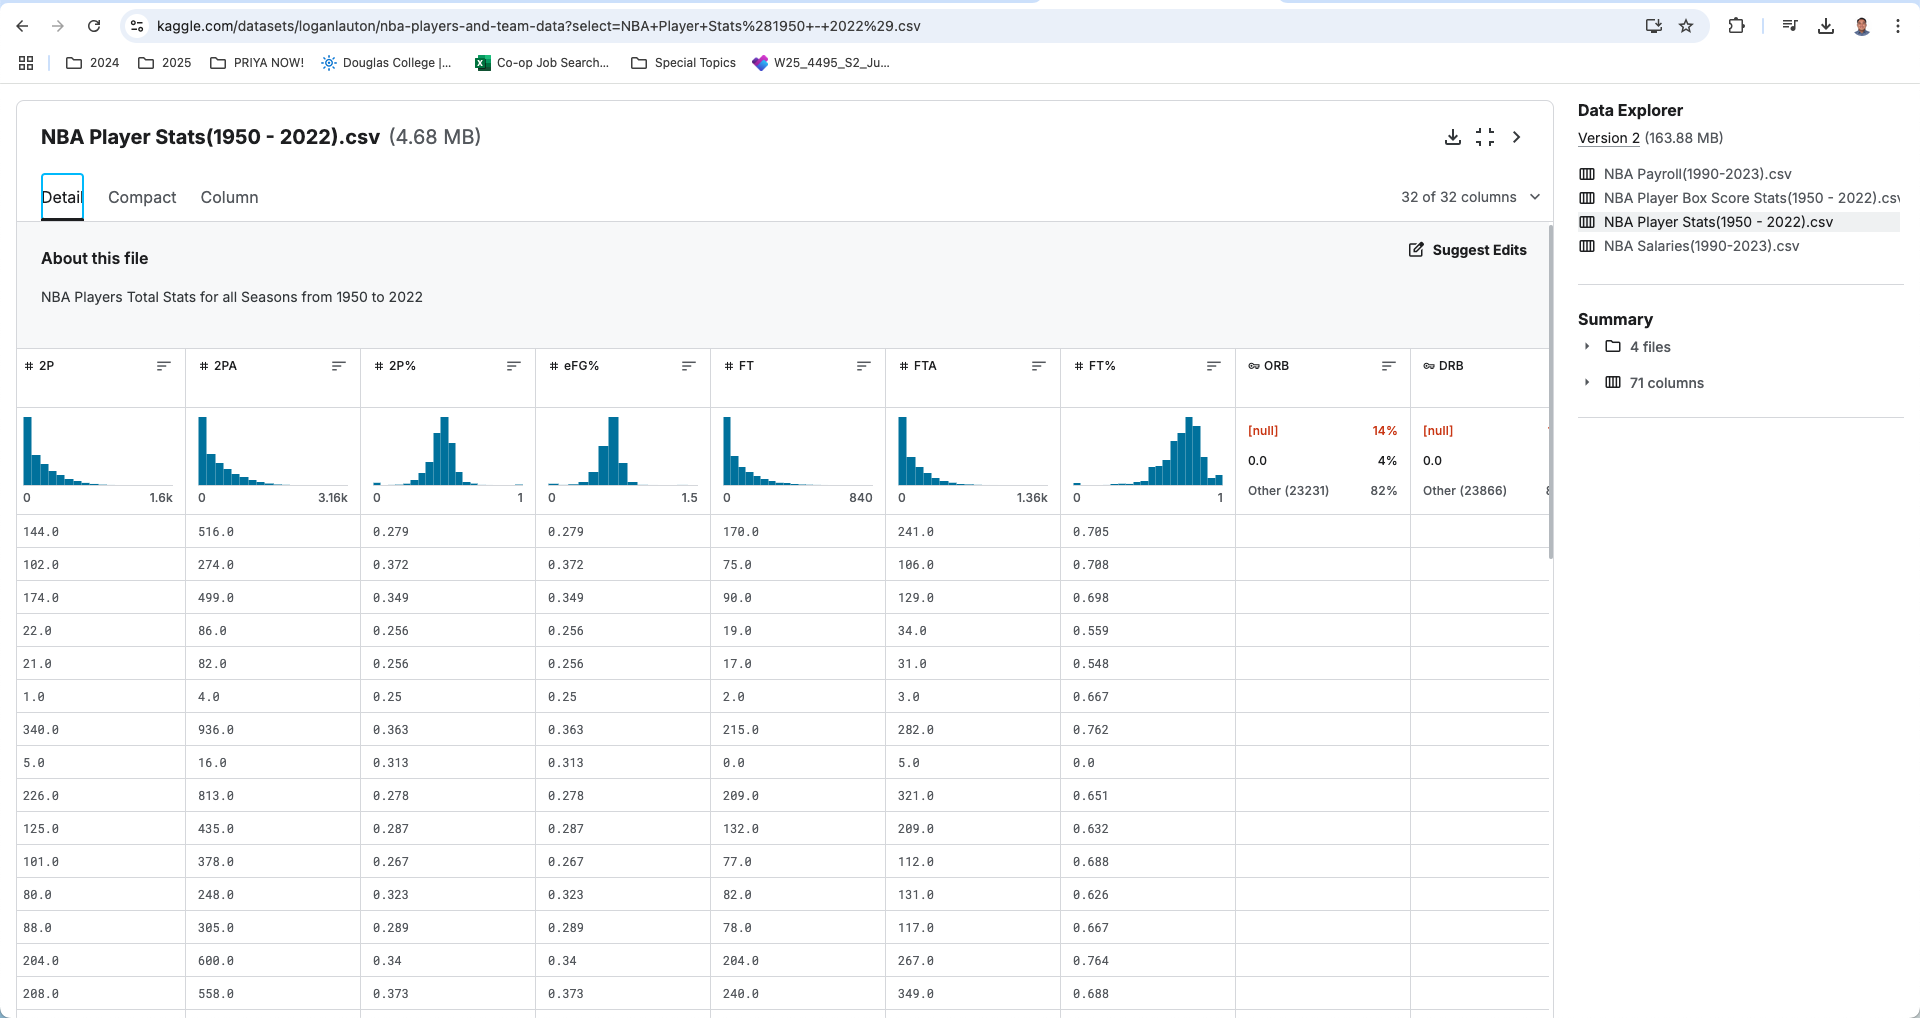 kaggle.com/datasets/loganlauton/nba-players-and-team-data?select=NBA+Player+Stats%281950+-+2022%29.csv
2024 2025 PRIYA NOW! Douglas College |... Co-op Job Search... Special Topics W25_4495_S2_Ju...
NBA Player Stats(1950 - 2022).csv (4.68 MB)
Detail Compact Column 32 of 32 columns
About this file
Suggest Edits
NBA Players Total Stats for all Seasons from 1950 to 2022
# 2P # 2PA # 2P% # eFG% # FT # FTA # FT% ORB DRB
[null] 14% [null]
0.0 4% 0.0
Other (23231) 82% Other (23866)
0 1.6k 0 3.16k 0 1 0 1.5 0 840 0 1.36k 0 1
144.0 516.0 0.279 0.279 170.0 241.0 0.705
102.0 274.0 0.372 0.372 75.0 106.0 0.708
174.0 499.0 0.349 0.349 90.0 129.0 0.698
22.0 86.0 0.256 0.256 19.0 34.0 0.559
21.0 82.0 0.256 0.256 17.0 31.0 0.548
1.0 4.0 0.25 0.25 2.0 3.0 0.667
340.0 936.0 0.363 0.363 215.0 282.0 0.762
5.0 16.0 0.313 0.313 0.0 5.0 0.0
226.0 813.0 0.278 0.278 209.0 321.0 0.651
125.0 435.0 0.287 0.287 132.0 209.0 0.632
101.0 378.0 0.267 0.267 77.0 112.0 0.688
80.0 248.0 0.323 0.323 82.0 131.0 0.626
88.0 305.0 0.289 0.289 78.0 117.0 0.667
204.0 600.0 0.34 0.34 204.0 267.0 0.764
208.0 558.0 0.373 0.373 240.0 349.0 0.688
Data Explorer
Version 2 (163.88 MB)
NBA Payroll(1990-2023).csv
NBA Player Box Score Stats(1950 - 2022).csv
NBA Player Stats(1950 - 2022).csv
NBA Salaries(1990-2023).csv
Summary
4 files
71 columns